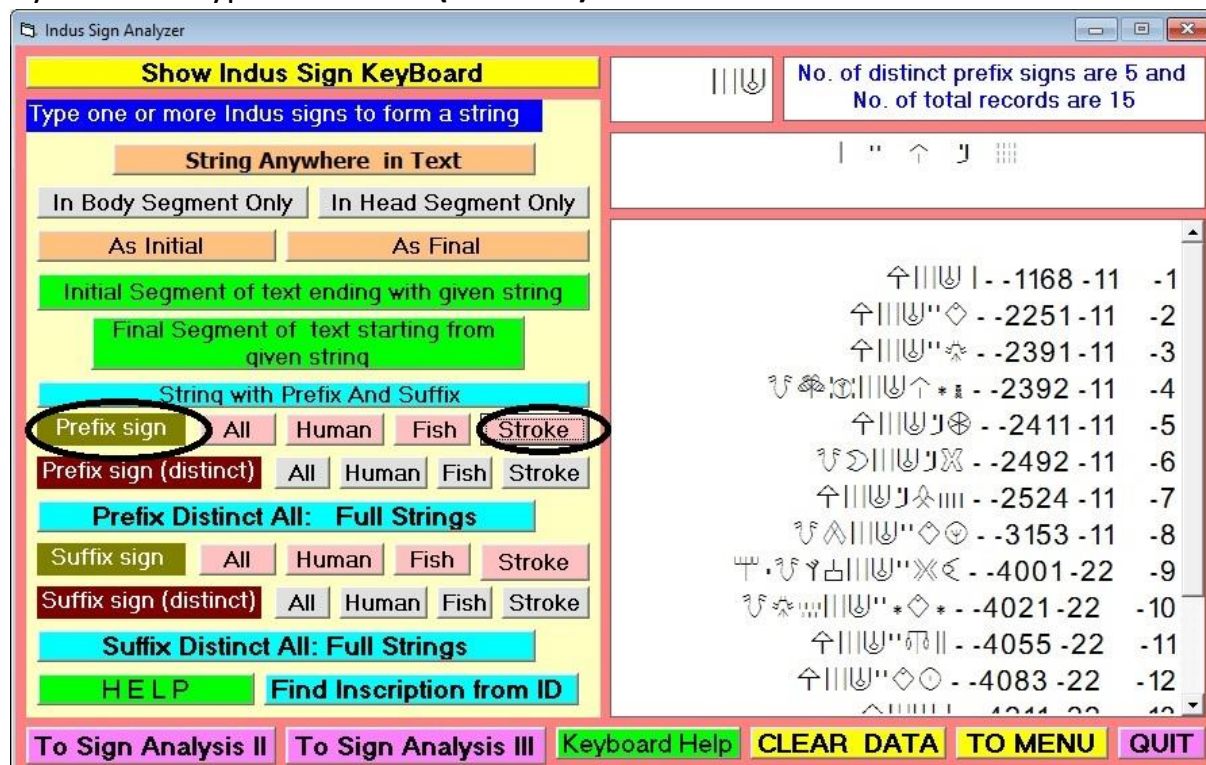 Indus Sign Analyzer
Show Indus Sign KeyBoard
Type one or more Indus signs to form a string
String Anywhere in Text
In Body Segment Only In Head Segment Only
As Initial As Final
Initial Segment of text ending with given string
Final Segment of text starting from
given string
String with Prefix And Suffix
Prefix sign All Human Fish Stroke
Prefix sign (distinct) All Human Fish Stroke
Prefix Distinct All: Full Strings
Suffix sign All Human Fish Stroke
Suffix sign (distinct) All Human Fish Stroke
Suffix Distinct All: Full Strings
HELP Find Inscription from ID
No. of distinct prefix signs are 5 and
No. of total records are 15
- -1168 -11 -1
- -2251 -11 -2
- -2391 -11 -3
- -2392 -11 -4
- -2411 -11 -5
- -2492 -11 -6
- -2524 -11 -7
- -3153 -11 -8
- -4001 -22 -9
- -4021 -22 -10
- -4055 -22 -11
- -4083 -22 -12
To Sign Analysis II To Sign Analysis III Keyboard Help CLEAR DATA TO MENU QUIT